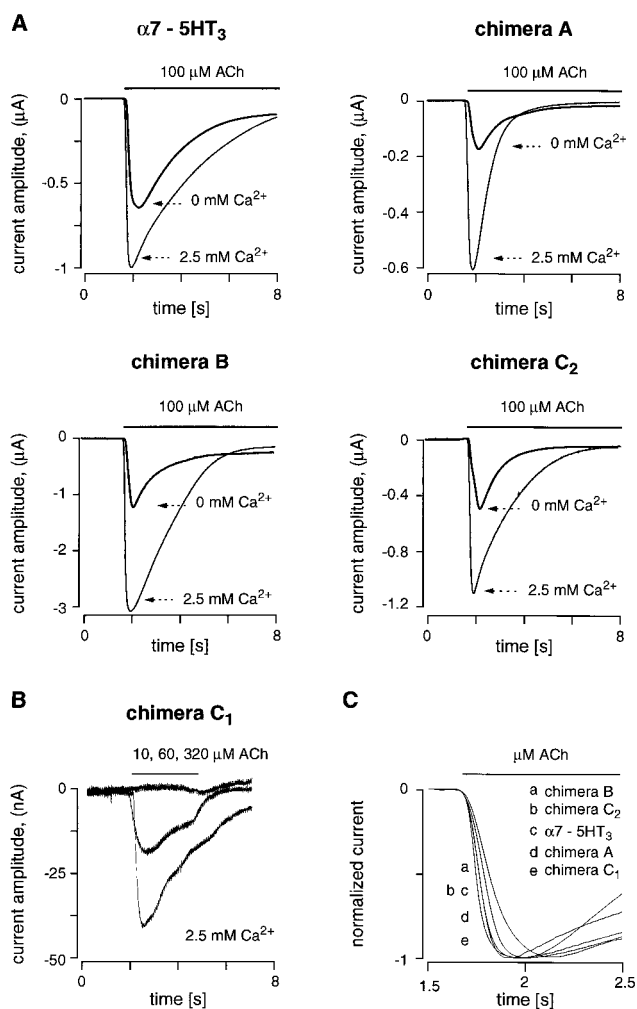 A
α7 - 5HT3
100 µM ACh
0
-0.5
-1
current amplitude, (µA)
0 mM Ca2+
2.5 mM Ca2+
0
4
8
time [s]
chimera A
100 µM ACh
0
-0.2
-0.4
-0.6
current amplitude, (µA)
0 mM Ca2+
2.5 mM Ca2+
0
4
8
time [s]
chimera B
100 µM ACh
0
-1
-2
-3
current amplitude, (µA)
0 mM Ca2+
2.5 mM Ca2+
0
4
8
time [s]
chimera C2
100 µM ACh
0
-0.4
-0.8
-1.2
current amplitude, (µA)
0 mM Ca2+
2.5 mM Ca2+
0
4
8
time [s]
B
chimera C1
10, 60, 320 µM ACh
0
-25
-50
current amplitude, (nA)
2.5 mM Ca2+
0
4
8
time [s]
C
µM ACh
0
-1
normalized current
a chimera B
b chimera C2
c α7 - 5HT3
d chimera A
e chimera C1
a
b c
d
e
1.5
2
2.5
time [s]